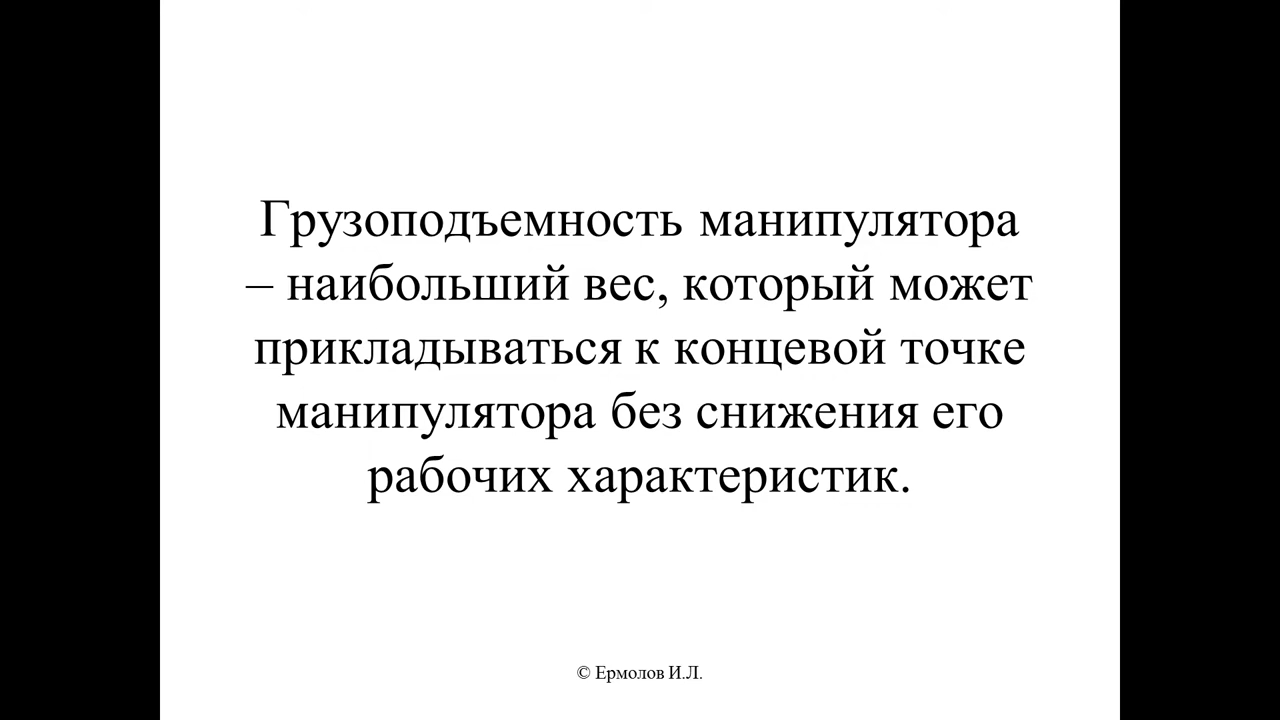 Грузоподъемность манипулятора
– наибольший вес, который может
прикладываться к концевой точке
манипулятора без снижения его
рабочих характеристик.
© Ермолов И.Л.